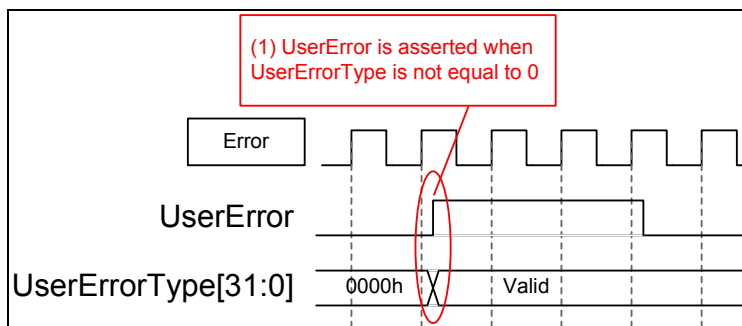 (1) UserError is asserted when
UserErrorType is not equal to 0
Error
UserError
UserErrorType[31:0]
0000h
Valid